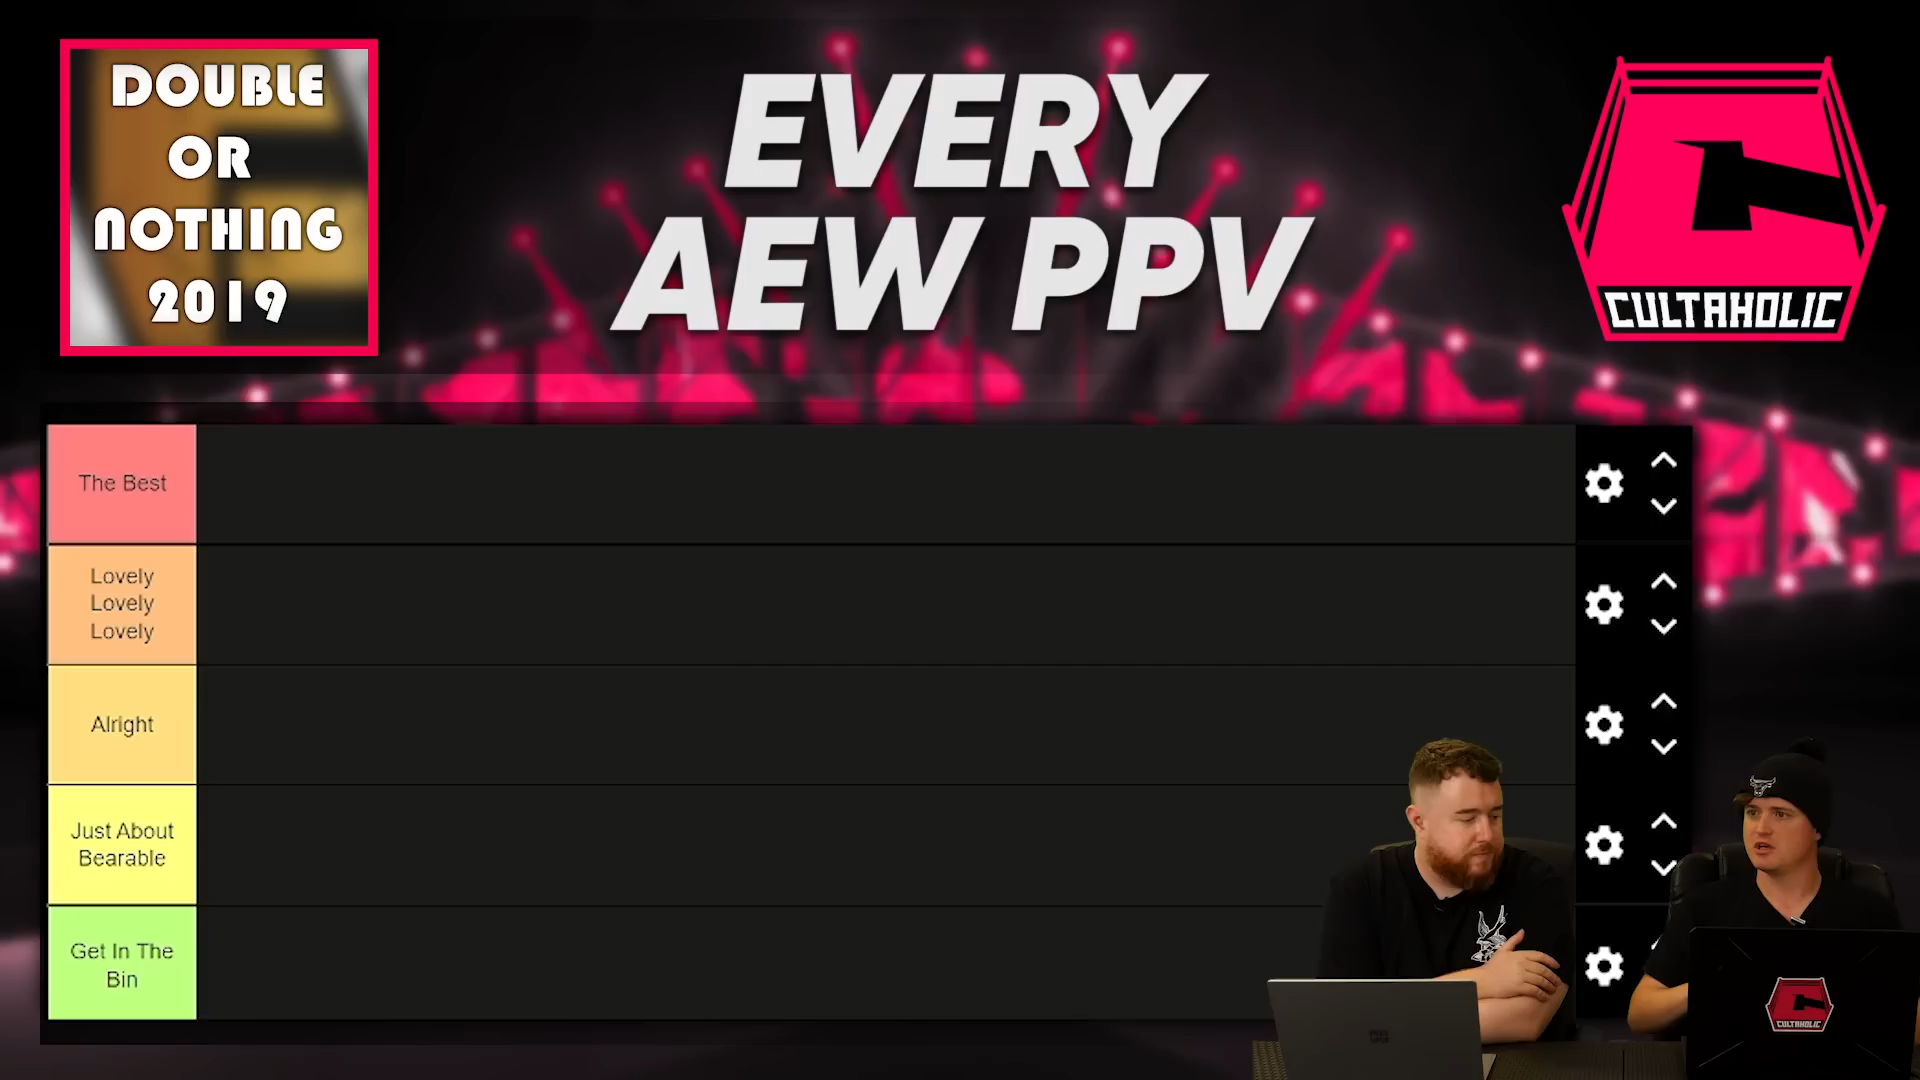 DOUBLE
OR
NOTHING
2019
EVERY
AEW PPV
CULTAHOLIC
The Best
Lovely
Lovely
Lovely
Alright
Just About
Bearable
Get In The
Bin
CULTAHOLIC